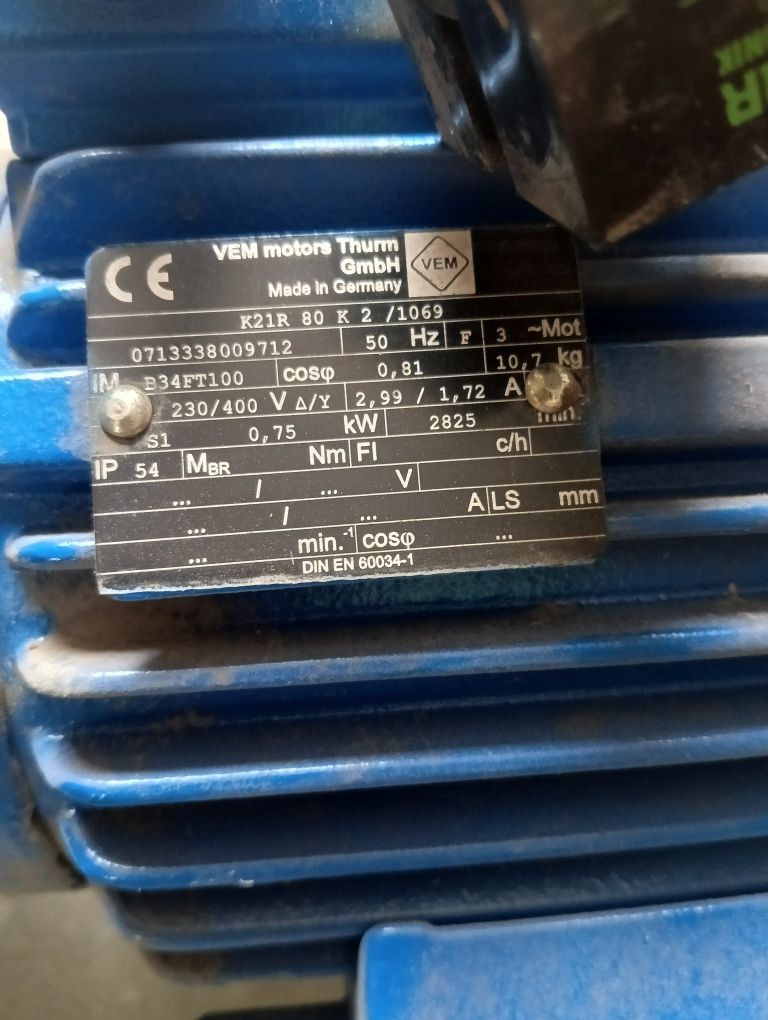 VEM motors Thurm
GmbH
Made in Germany
VEM
CE
K21R 80 K 2 /1069
0713338009712 50 Hz F 3 ~Mot
IM B34FT100 cosφ 0,81 10,7 kg
230/400 V Δ/Y 2,99 / 1,72 A
S1 0,75 kW 2825 min.
IP 54 MBR Nm FI c/h
... / ... V
... / ... A LS mm
... min.-1 cosφ ...
DIN EN 60034-1